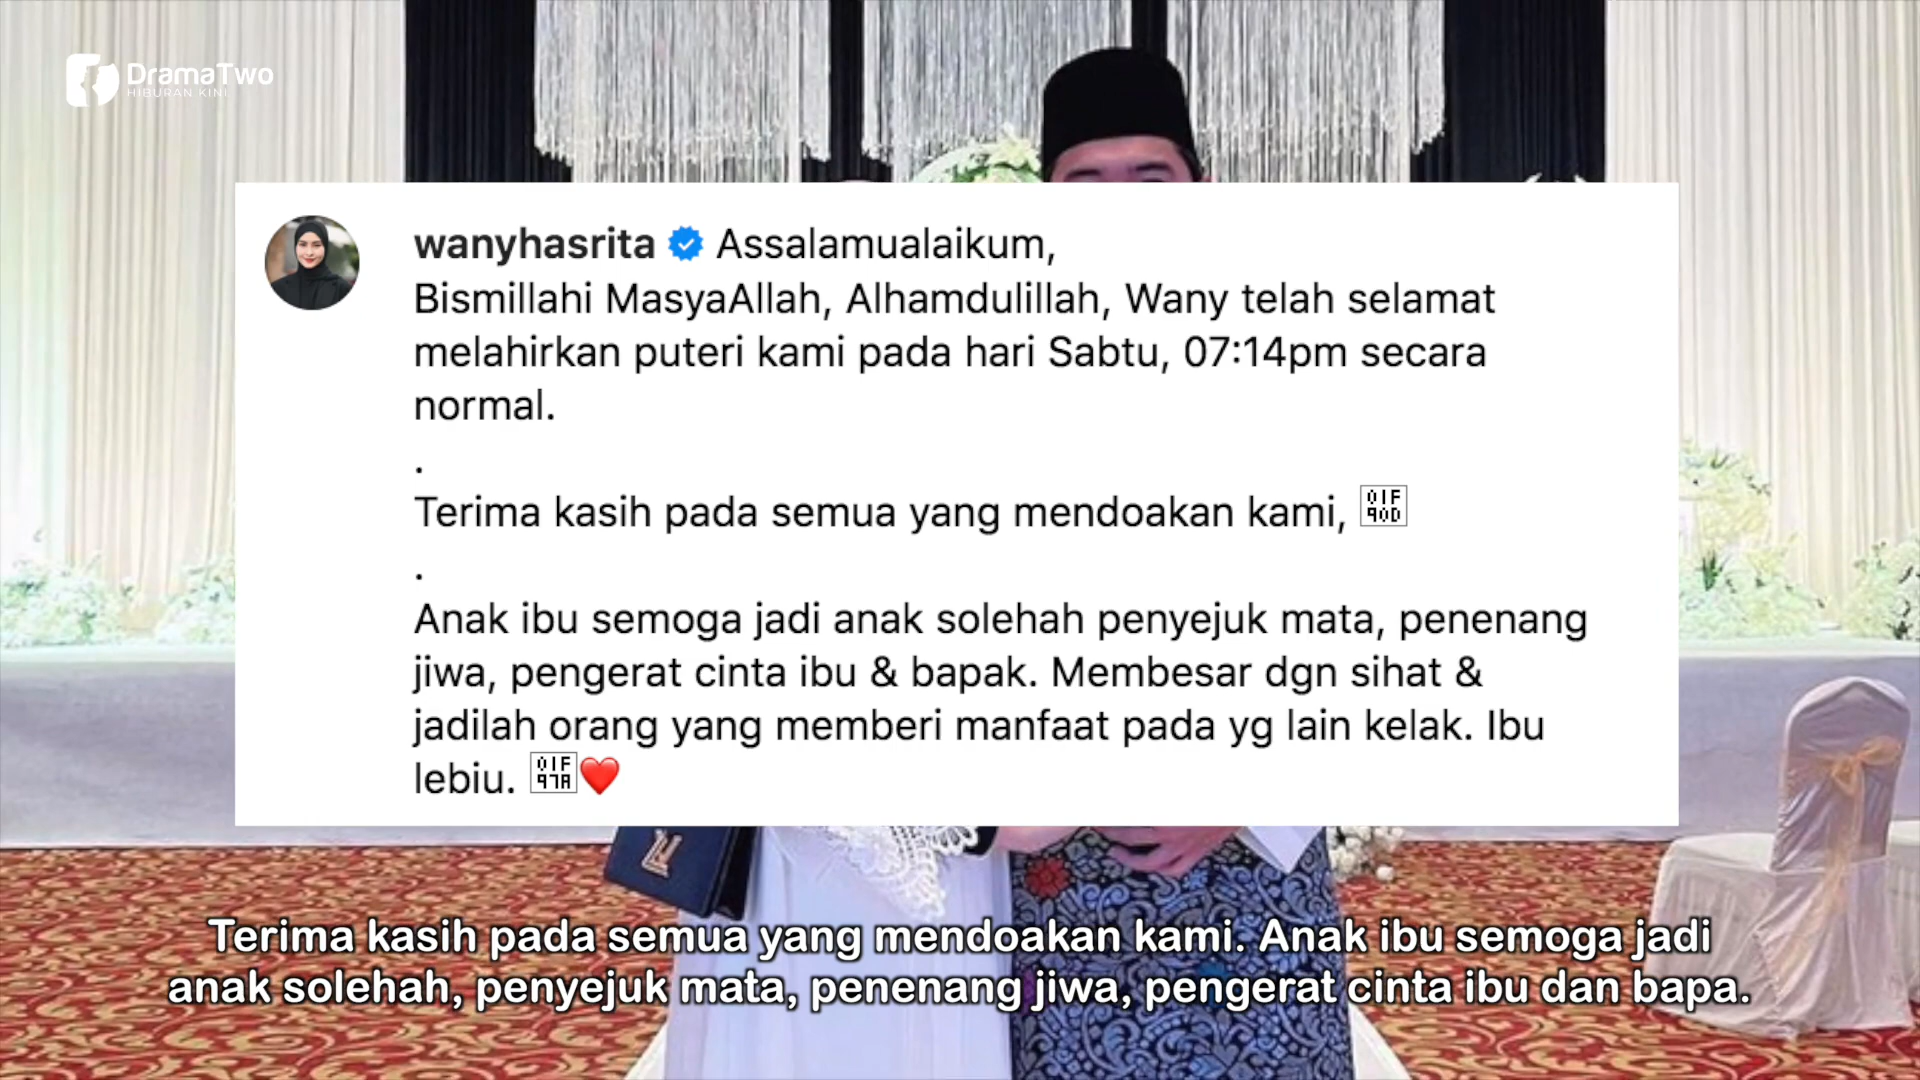 DramaTwo
HIBURAN KINI
wanyhasrita Assalamualaikum,
Bismillahi MasyaAllah, Alhamdulillah, Wany telah selamat
melahirkan puteri kami pada hari Sabtu, 07:14pm secara
normal.
.
Terima kasih pada semua yang mendoakan kami, 01F90D
.
Anak ibu semoga jadi anak solehah penyejuk mata, penenang
jiwa, pengerat cinta ibu & bapak. Membesar dgn sihat &
jadilah orang yang memberi manfaat pada yg lain kelak. Ibu
lebiu. 01F97A❤️
Terima kasih pada semua yang mendoakan kami. Anak ibu semoga jadi
anak solehah, penyejuk mata, penenang jiwa, pengerat cinta ibu dan bapa.